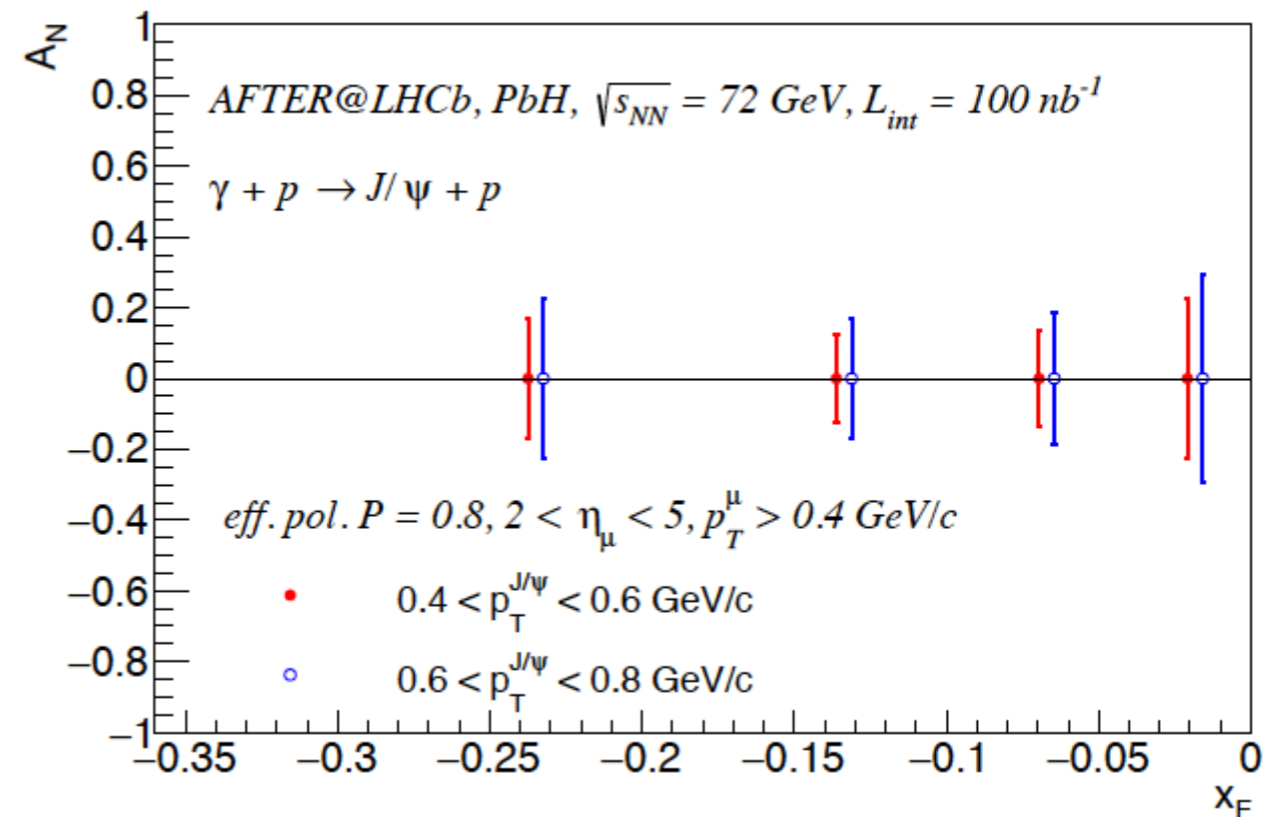 A_N
1
0.8
0.6
0.4
0.2
0
−0.2
−0.4
−0.6
−0.8
−1
AFTER@LHCb, PbH, √s_NN = 72 GeV, L_int = 100 nb^-1
γ + p → J/ψ + p
eff. pol. P = 0.8, 2 < η_μ < 5, p_T^μ > 0.4 GeV/c
0.4 < p_T^J/ψ < 0.6 GeV/c
0.6 < p_T^J/ψ < 0.8 GeV/c
−0.35 −0.3 −0.25 −0.2 −0.15 −0.1 −0.05 0
x_F